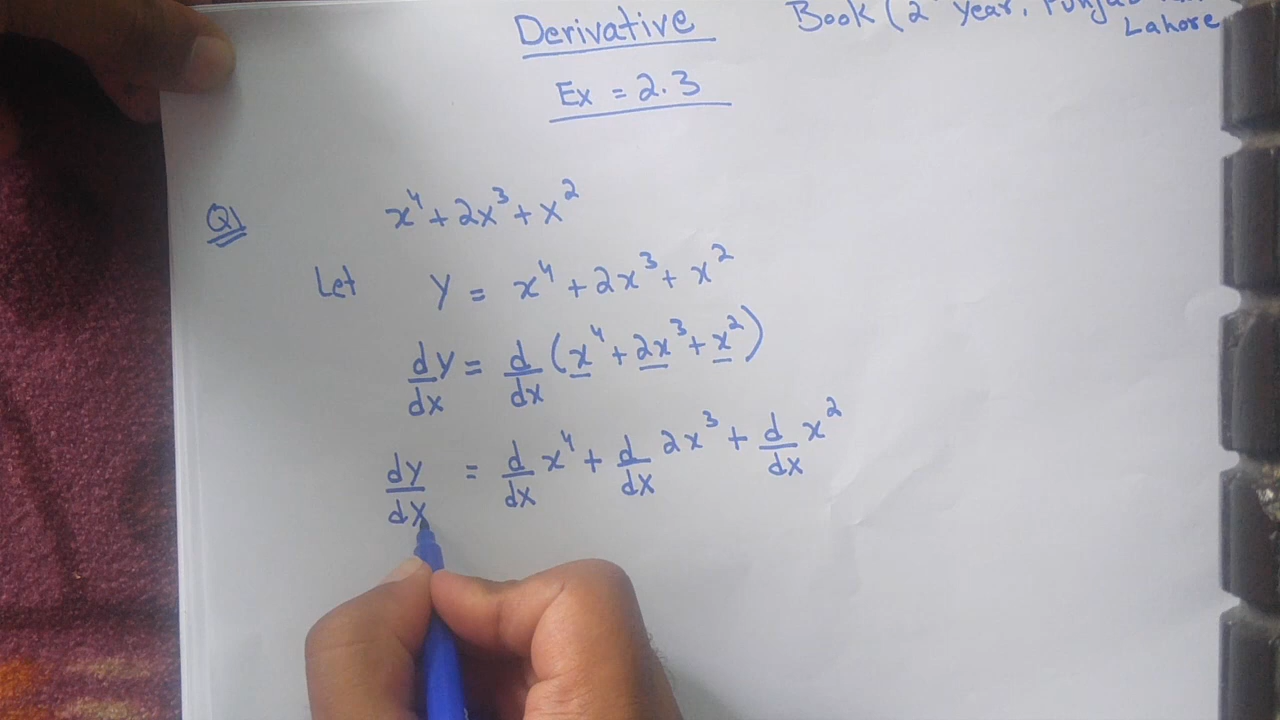 Derivative
Book (2 Year, Punjab
Lahore
Ex = 2.3
Q1 x⁴ + 2x³ + x²
Let Y = x⁴ + 2x³ + x²
d/dx Y = d/dx (x⁴ + 2x³ + x²)
dy/dx = d/dx x⁴ + d/dx 2x³ + d/dx x²